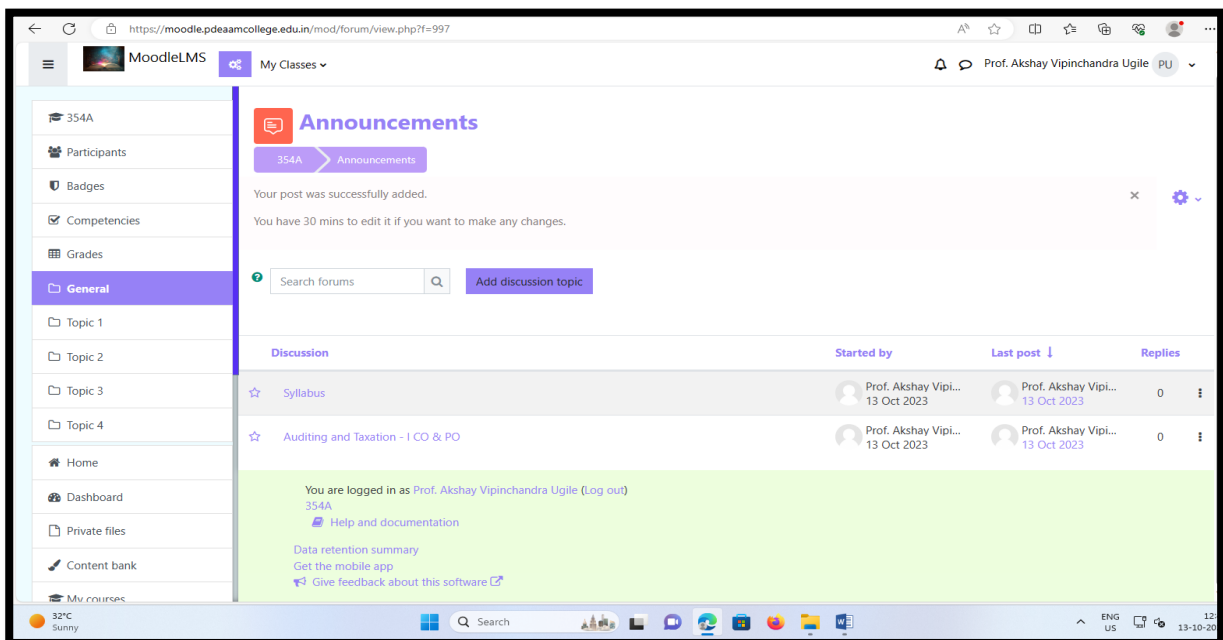 https://moodle.pdeaamcollege.edu.in/mod/forum/view.php?f=997
MoodleLMS
My Classes
Prof. Akshay Vipinchandra Ugile PU
354A
Participants
Badges
Competencies
Grades
General
Topic 1
Topic 2
Topic 3
Topic 4
Home
Dashboard
Private files
Content bank
My courses
Announcements
354A Announcements
Your post was successfully added.
You have 30 mins to edit it if you want to make any changes.
Search forums Add discussion topic
Discussion Started by Last post ↓ Replies
Syllabus Prof. Akshay Vipi... Prof. Akshay Vipi... 0
13 Oct 2023 13 Oct 2023
Auditing and Taxation - I CO & PO Prof. Akshay Vipi... Prof. Akshay Vipi... 0
13 Oct 2023 13 Oct 2023
You are logged in as Prof. Akshay Vipinchandra Ugile (Log out)
354A
Help and documentation
Data retention summary
Get the mobile app
Give feedback about this software
32°C
Sunny
Search
ENG
US
12:
13-10-20